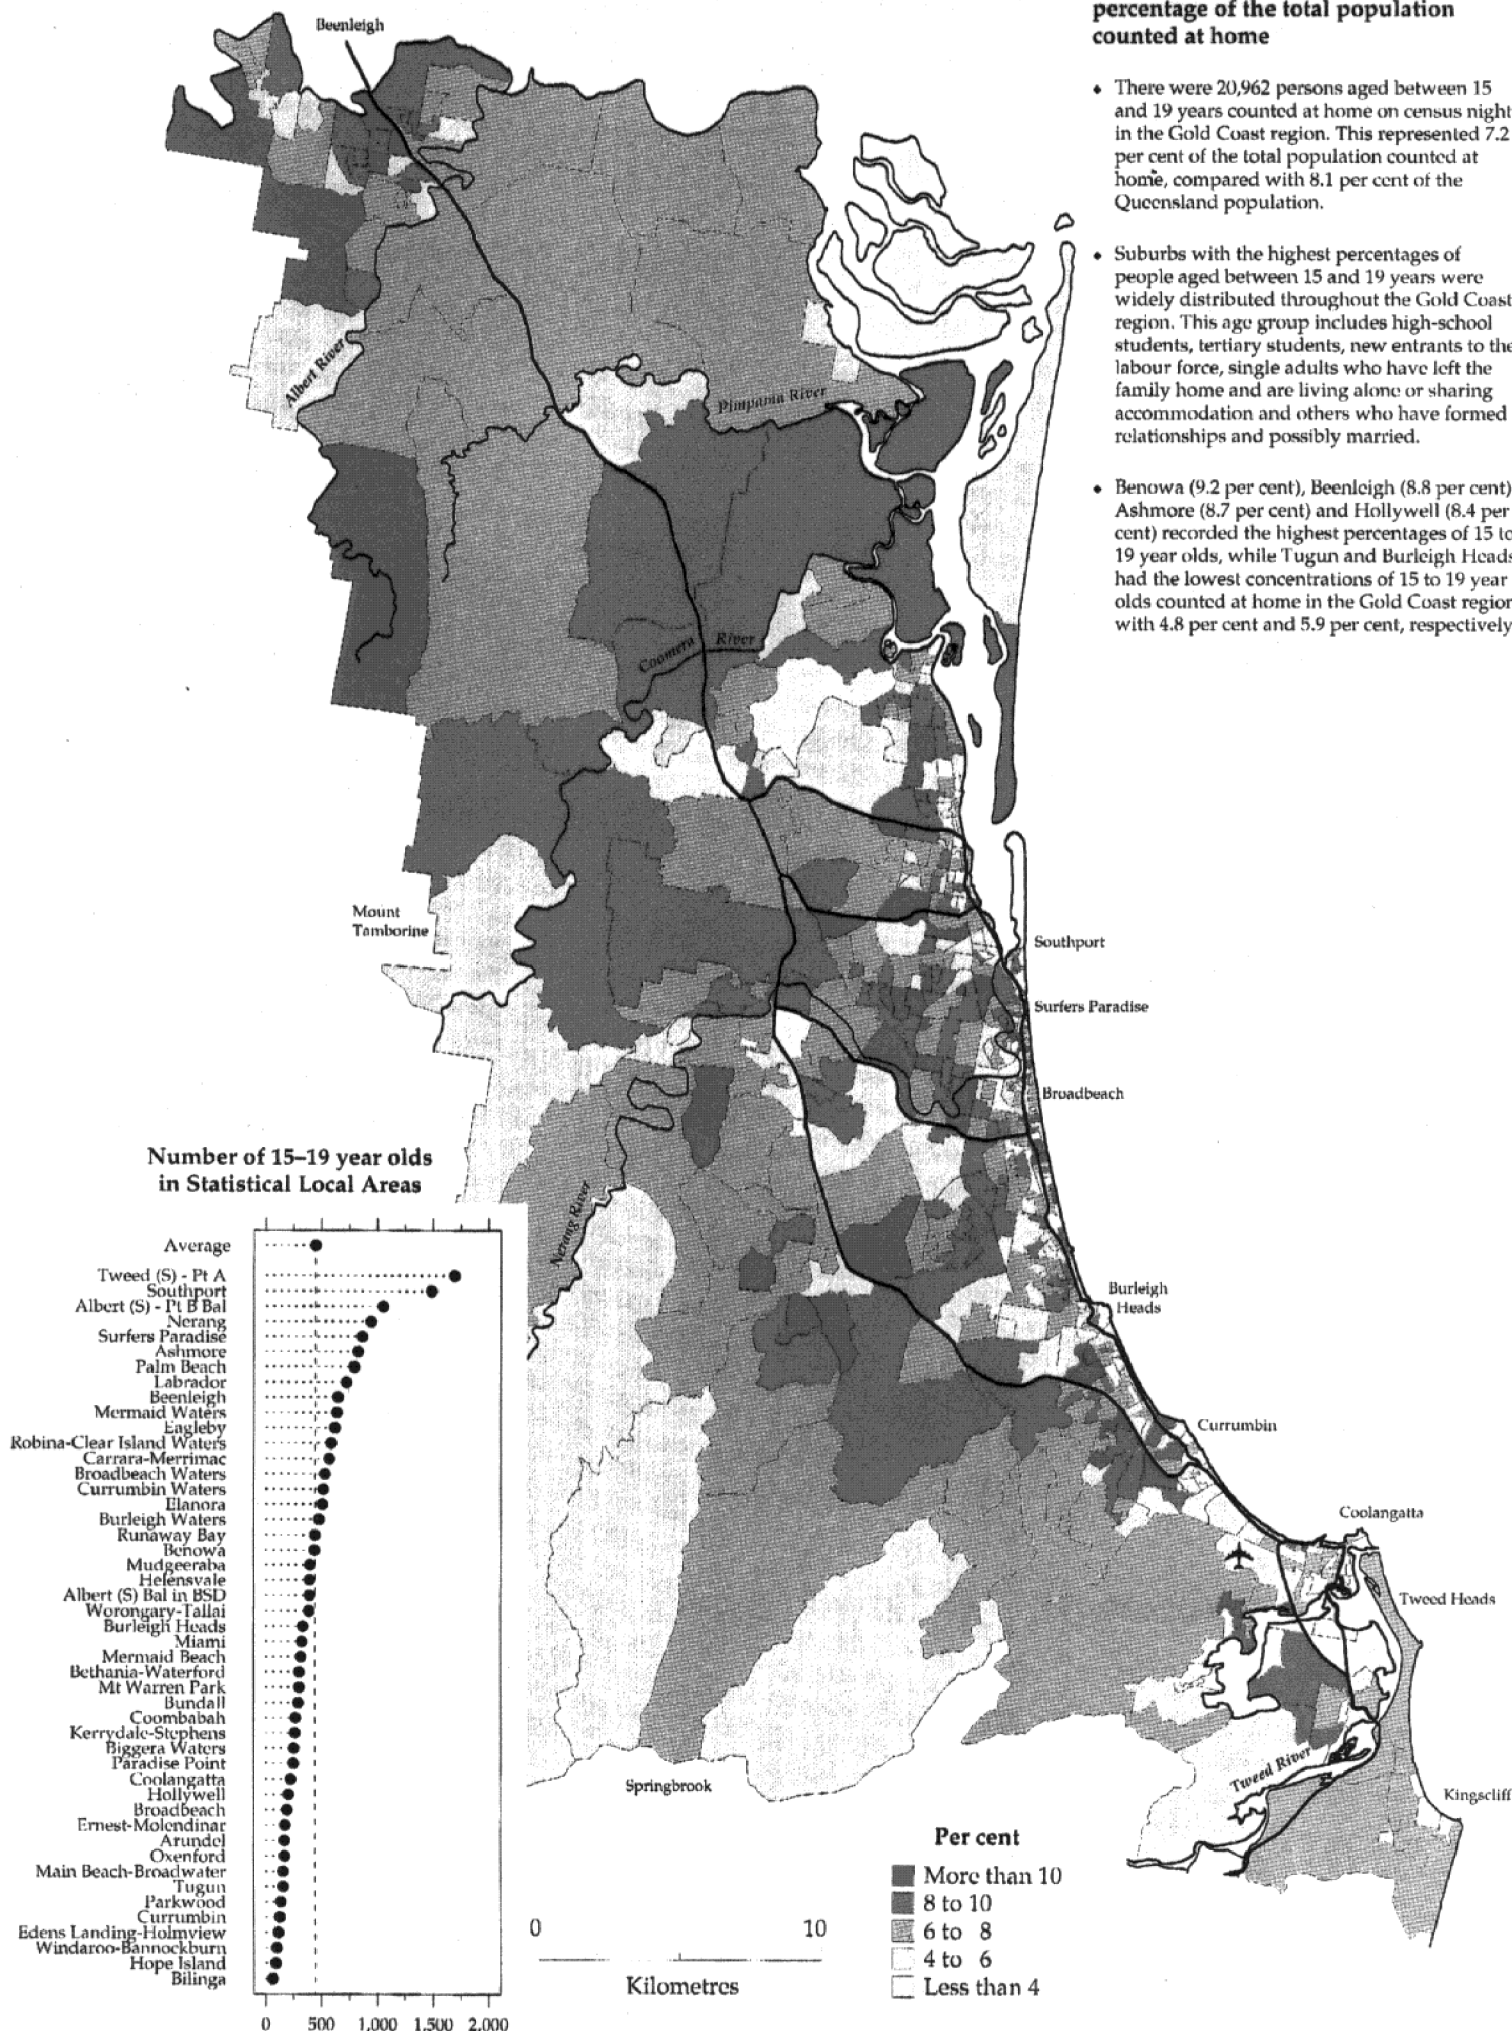 percentage of the total population
counted at home
• There were 20,962 persons aged between 15
and 19 years counted at home on census night
in the Gold Coast region. This represented 7.2
per cent of the total population counted at
home, compared with 8.1 per cent of the
Queensland population.
• Suburbs with the highest percentages of
people aged between 15 and 19 years were
widely distributed throughout the Gold Coast
region. This age group includes high-school
students, tertiary students, new entrants to the
labour force, single adults who have left the
family home and are living alone or sharing
accommodation and others who have formed
relationships and possibly married.
• Benowa (9.2 per cent), Beenleigh (8.8 per cent)
Ashmore (8.7 per cent) and Hollywell (8.4 per
cent) recorded the highest percentages of 15 to
19 year olds, while Tugun and Burleigh Heads
had the lowest concentrations of 15 to 19 year
olds counted at home in the Gold Coast region
with 4.8 per cent and 5.9 per cent, respectively
Beenleigh
Albert River
Pimpama River
Coomera River
Mount
Tamborine
Southport
Surfers Paradise
Broadbeach
Nerang River
Burleigh
Heads
Currumbin
Coolangatta
Tweed Heads
Tweed River
Kingscliff
Springbrook
Number of 15–19 year olds
in Statistical Local Areas
Average
Tweed (S) - Pt A
Southport
Albert (S) - Pt B Bal
Nerang
Surfers Paradise
Ashmore
Palm Beach
Labrador
Beenleigh
Mermaid Waters
Eagleby
Robina-Clear Island Waters
Carrara-Merrimac
Broadbeach Waters
Currumbin Waters
Elanora
Burleigh Waters
Runaway Bay
Benowa
Mudgeeraba
Helensvale
Albert (S) Bal in BSD
Worongary-Tallai
Burleigh Heads
Miami
Mermaid Beach
Bethania-Waterford
Mt Warren Park
Bundall
Coombabah
Kerrydale-Stephens
Biggera Waters
Paradise Point
Coolangatta
Hollywell
Broadbeach
Ernest-Molendinar
Arundel
Oxenford
Main Beach-Broadwater
Tugun
Parkwood
Currumbin
Edens Landing-Holmview
Windaroo-Bannockburn
Hope Island
Bilinga
0 500 1,000 1,500 2,000
0 10
Kilometres
Per cent
More than 10
8 to 10
6 to 8
4 to 6
Less than 4